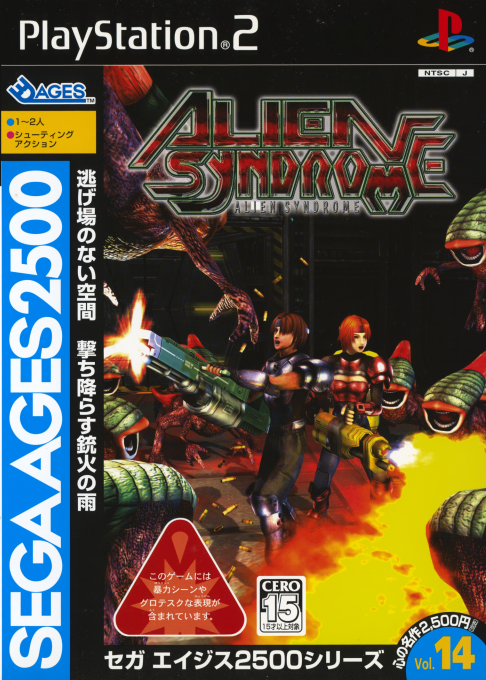 PlayStation®2
NTSC J
3D AGES™
1～2人
シューティング
アクション
ALIEN
SYNDROME
ALIEN SYNDROME
SEGA AGES 2500
逃げ場のない空間 撃ち降らす銃火の雨
このゲームには
暴力シーンや
グロテスクな表現が
含まれています。
CERO
15
15才以上対象
セガ エイジス2500シリーズ
心の名作2,500円
Vol. 14